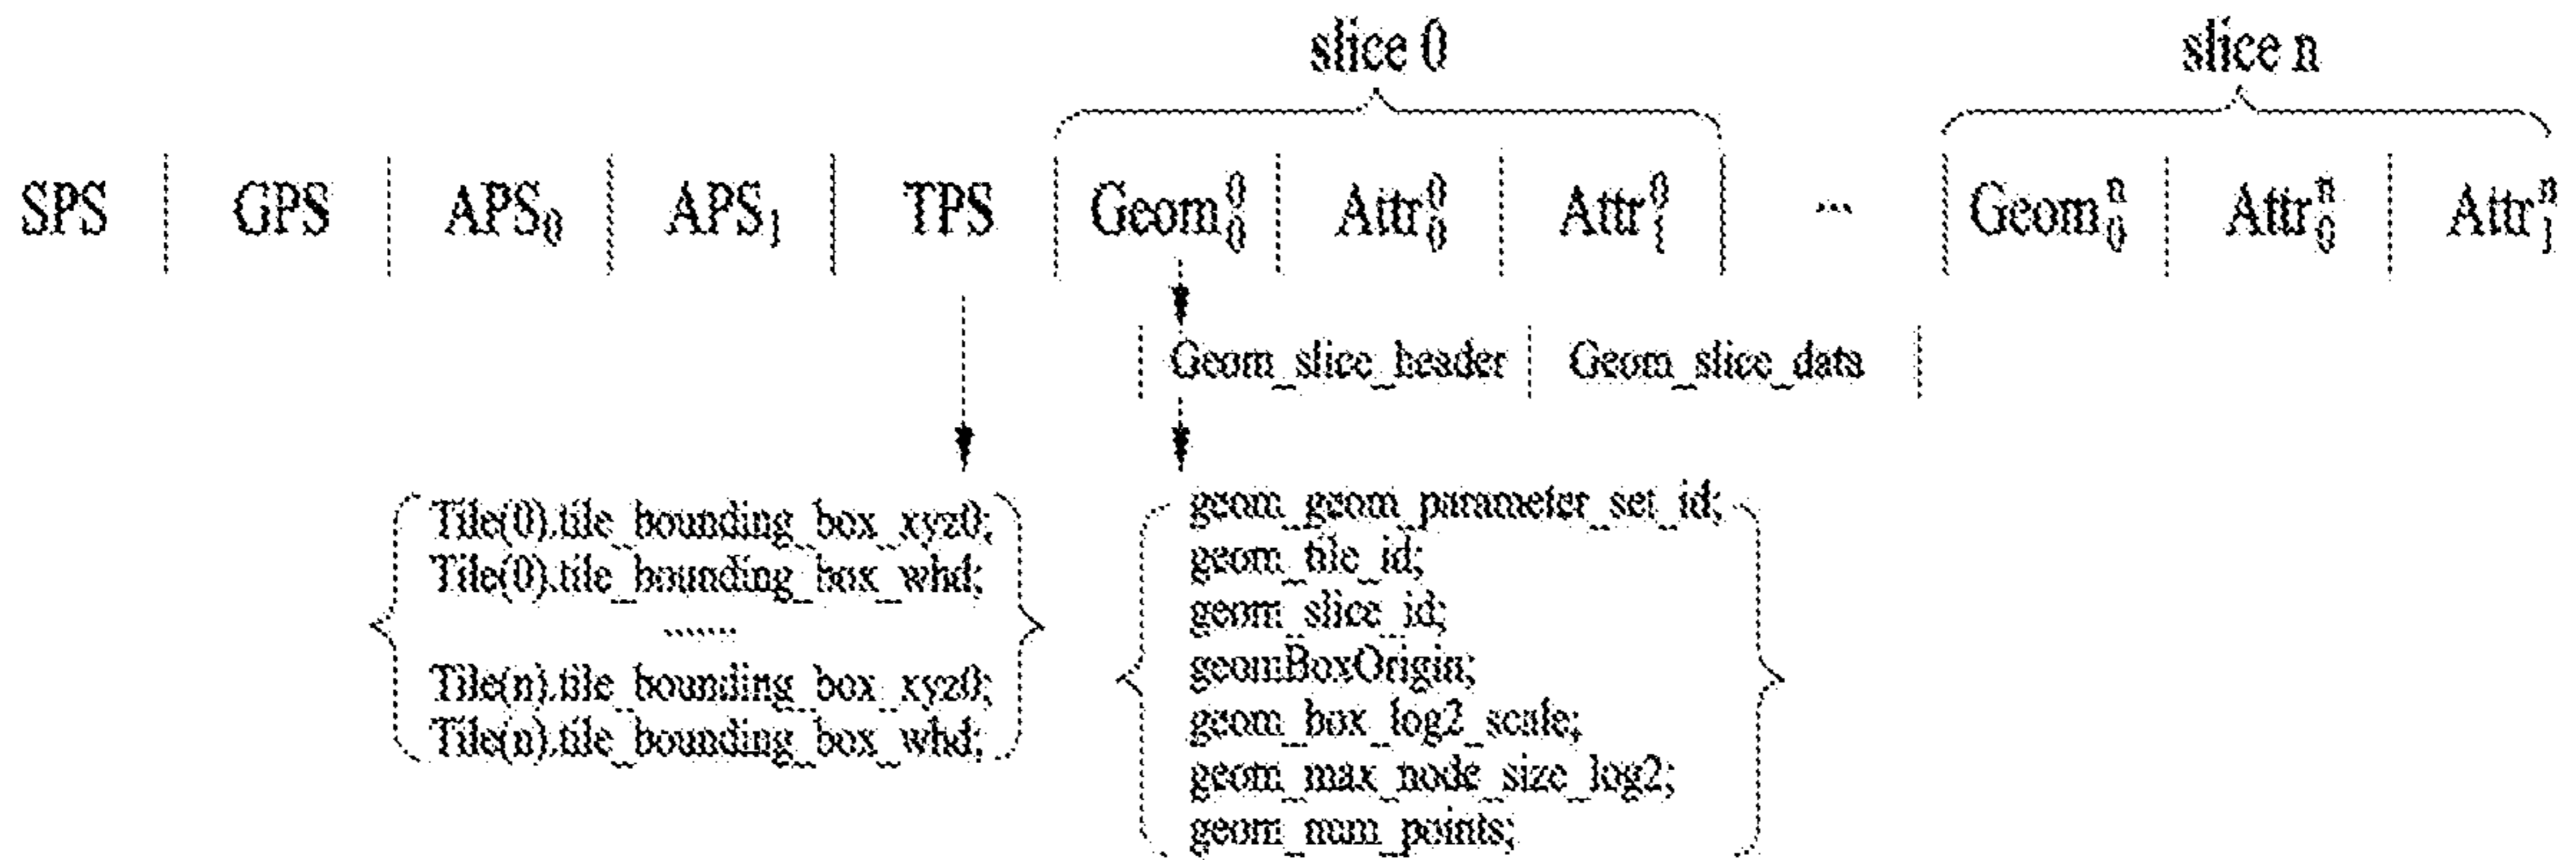 slice 0 slice n
SPS GPS APS₀ APS₁ TPS Geom₀⁰ Attr₀⁰ Attr₁⁰ ... Geom₀ⁿ Attr₀ⁿ Attr₁ⁿ
Geom_slice_header Geom_slice_data
Tile(0).tile_bounding_box_xyz0;
Tile(0).tile_bounding_box_whd;
......
Tile(n).tile_bounding_box_xyz0;
Tile(n).tile_bounding_box_whd;
geom_geom_parameter_set_id;
geom_tile_id;
geom_slice_id;
geomBoxOrigin;
geom_box_log2_scale;
geom_max_node_size_log2;
geom_num_points;